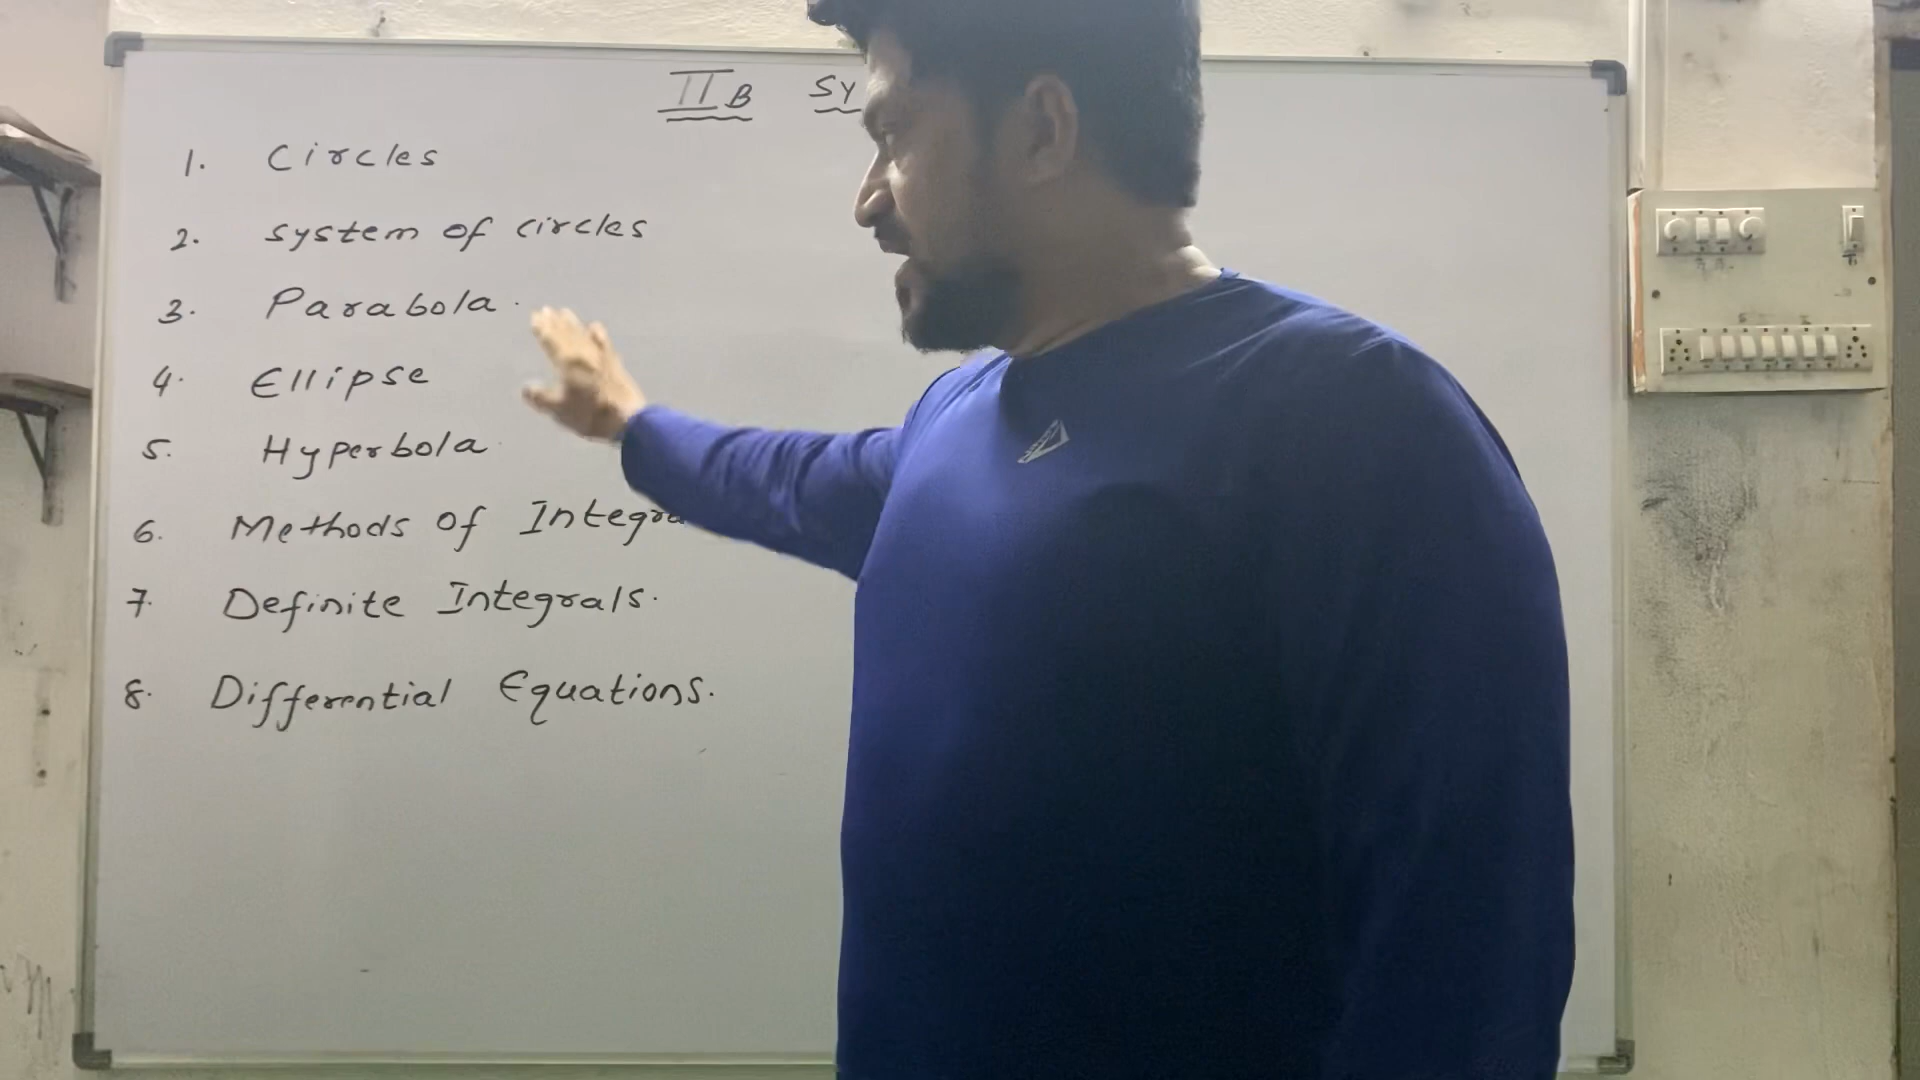 II B SY
1. Circles
2. System of circles
3. Parabola.
4. Ellipse
5. Hyperbola.
6. Methods of Integra
7. Definite Integrals.
8. Differential Equations.